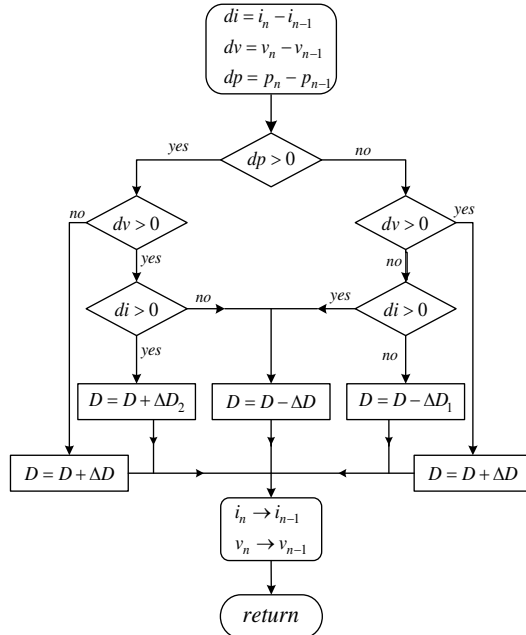 di = i_n − i_{n−1}
dv = v_n − v_{n−1}
dp = p_n − p_{n−1}
yes
dp > 0
no
no
dv > 0
dv > 0
yes
yes
no
di > 0
no
yes
di > 0
yes
no
D = D + ΔD_2
D = D − ΔD
D = D − ΔD_1
D = D + ΔD
D = D + ΔD
i_n → i_{n−1}
v_n → v_{n−1}
return